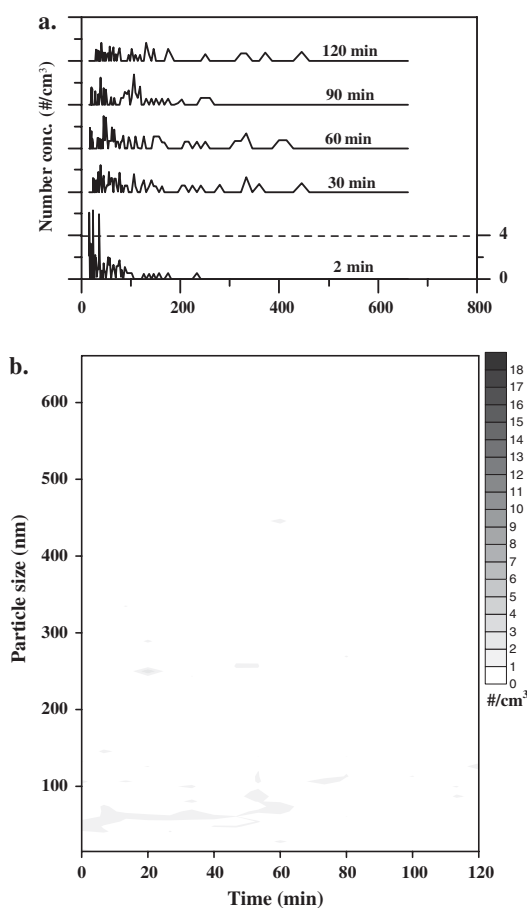 a.
Number conc. (#/cm³)
120 min
90 min
60 min
30 min
2 min
4
0
0 200 400 600 800
b.
Particle size (nm)
600
500
400
300
200
100
0 20 40 60 80 100 120
Time (min)
18
17
16
15
14
13
12
11
10
9
8
7
6
5
4
3
2
1
0
#/cm³